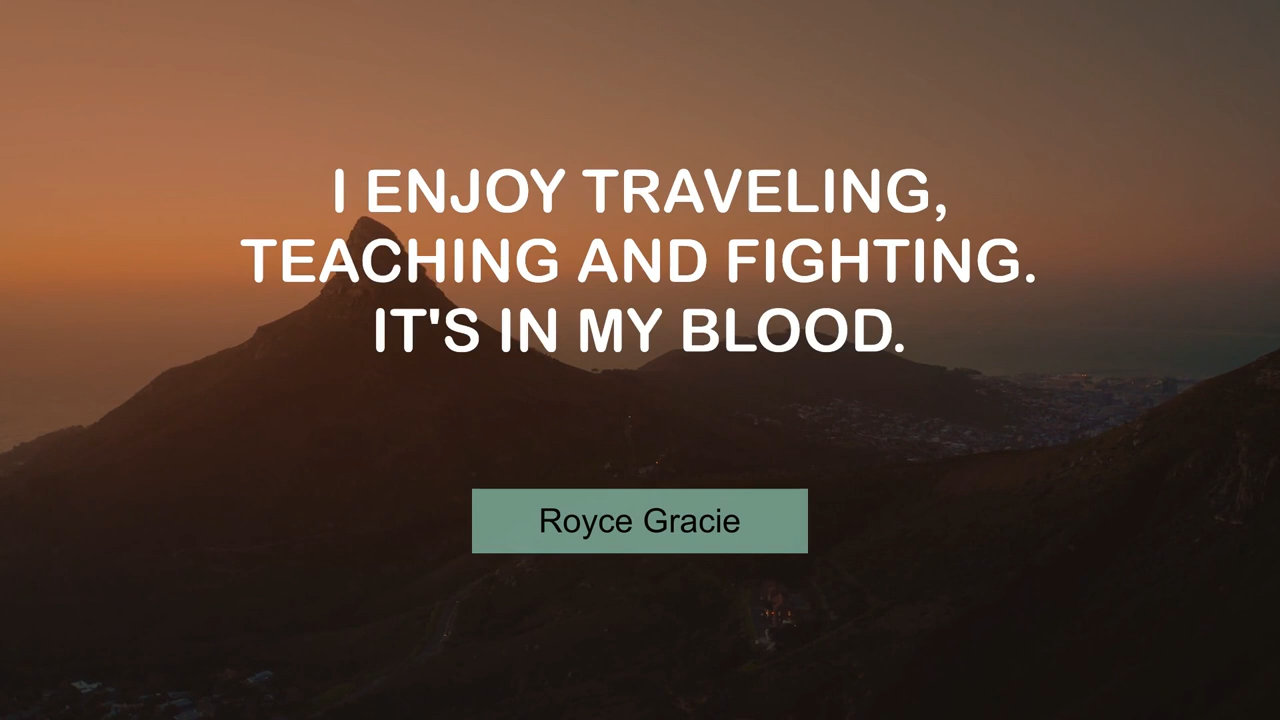 I ENJOY TRAVELING,
TEACHING AND FIGHTING.
IT'S IN MY BLOOD.
Royce Gracie